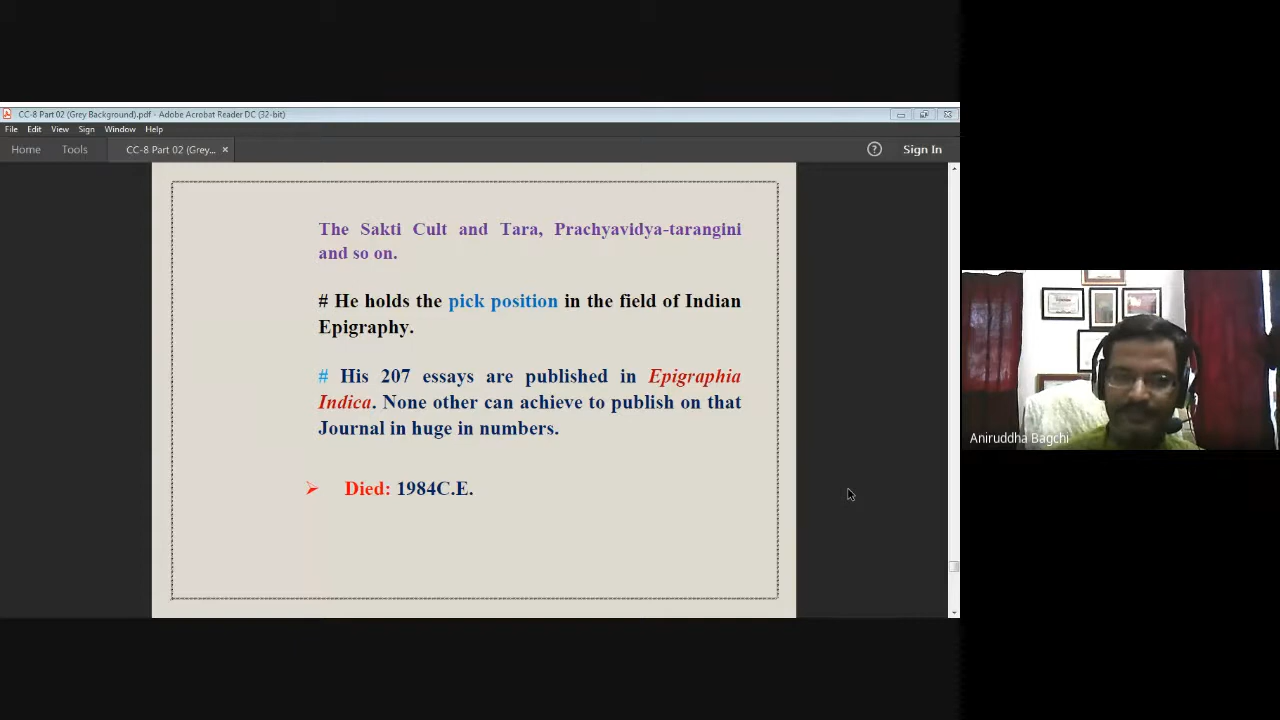 CC-8 Part 02 (Grey Background).pdf - Adobe Acrobat Reader DC (32-bit)
File Edit View Sign Window Help
Home Tools CC-8 Part 02 (Grey... × Sign In
The Sakti Cult and Tara, Prachyavidya-tarangini
and so on.
# He holds the pick position in the field of Indian
Epigraphy.
# His 207 essays are published in Epigraphia
Indica. None other can achieve to publish on that
Journal in huge in numbers.
Died: 1984C.E.
Aniruddha Bagchi